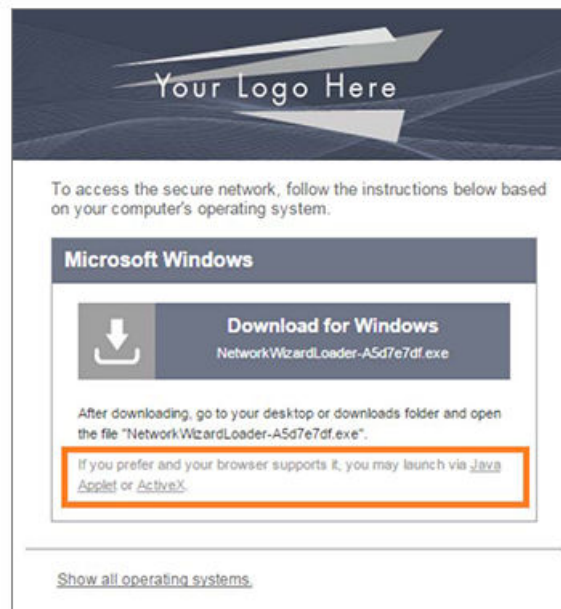 Your Logo Here
To access the secure network, follow the instructions below based
on your computer's operating system.
Microsoft Windows
Download for Windows
NetworkWizardLoader-A5d7e7df.exe
After downloading, go to your desktop or downloads folder and open
the file "NetworkWizardLoader-A5d7e7df.exe".
If you prefer and your browser supports it, you may launch via Java
Applet or ActiveX.
Show all operating systems.